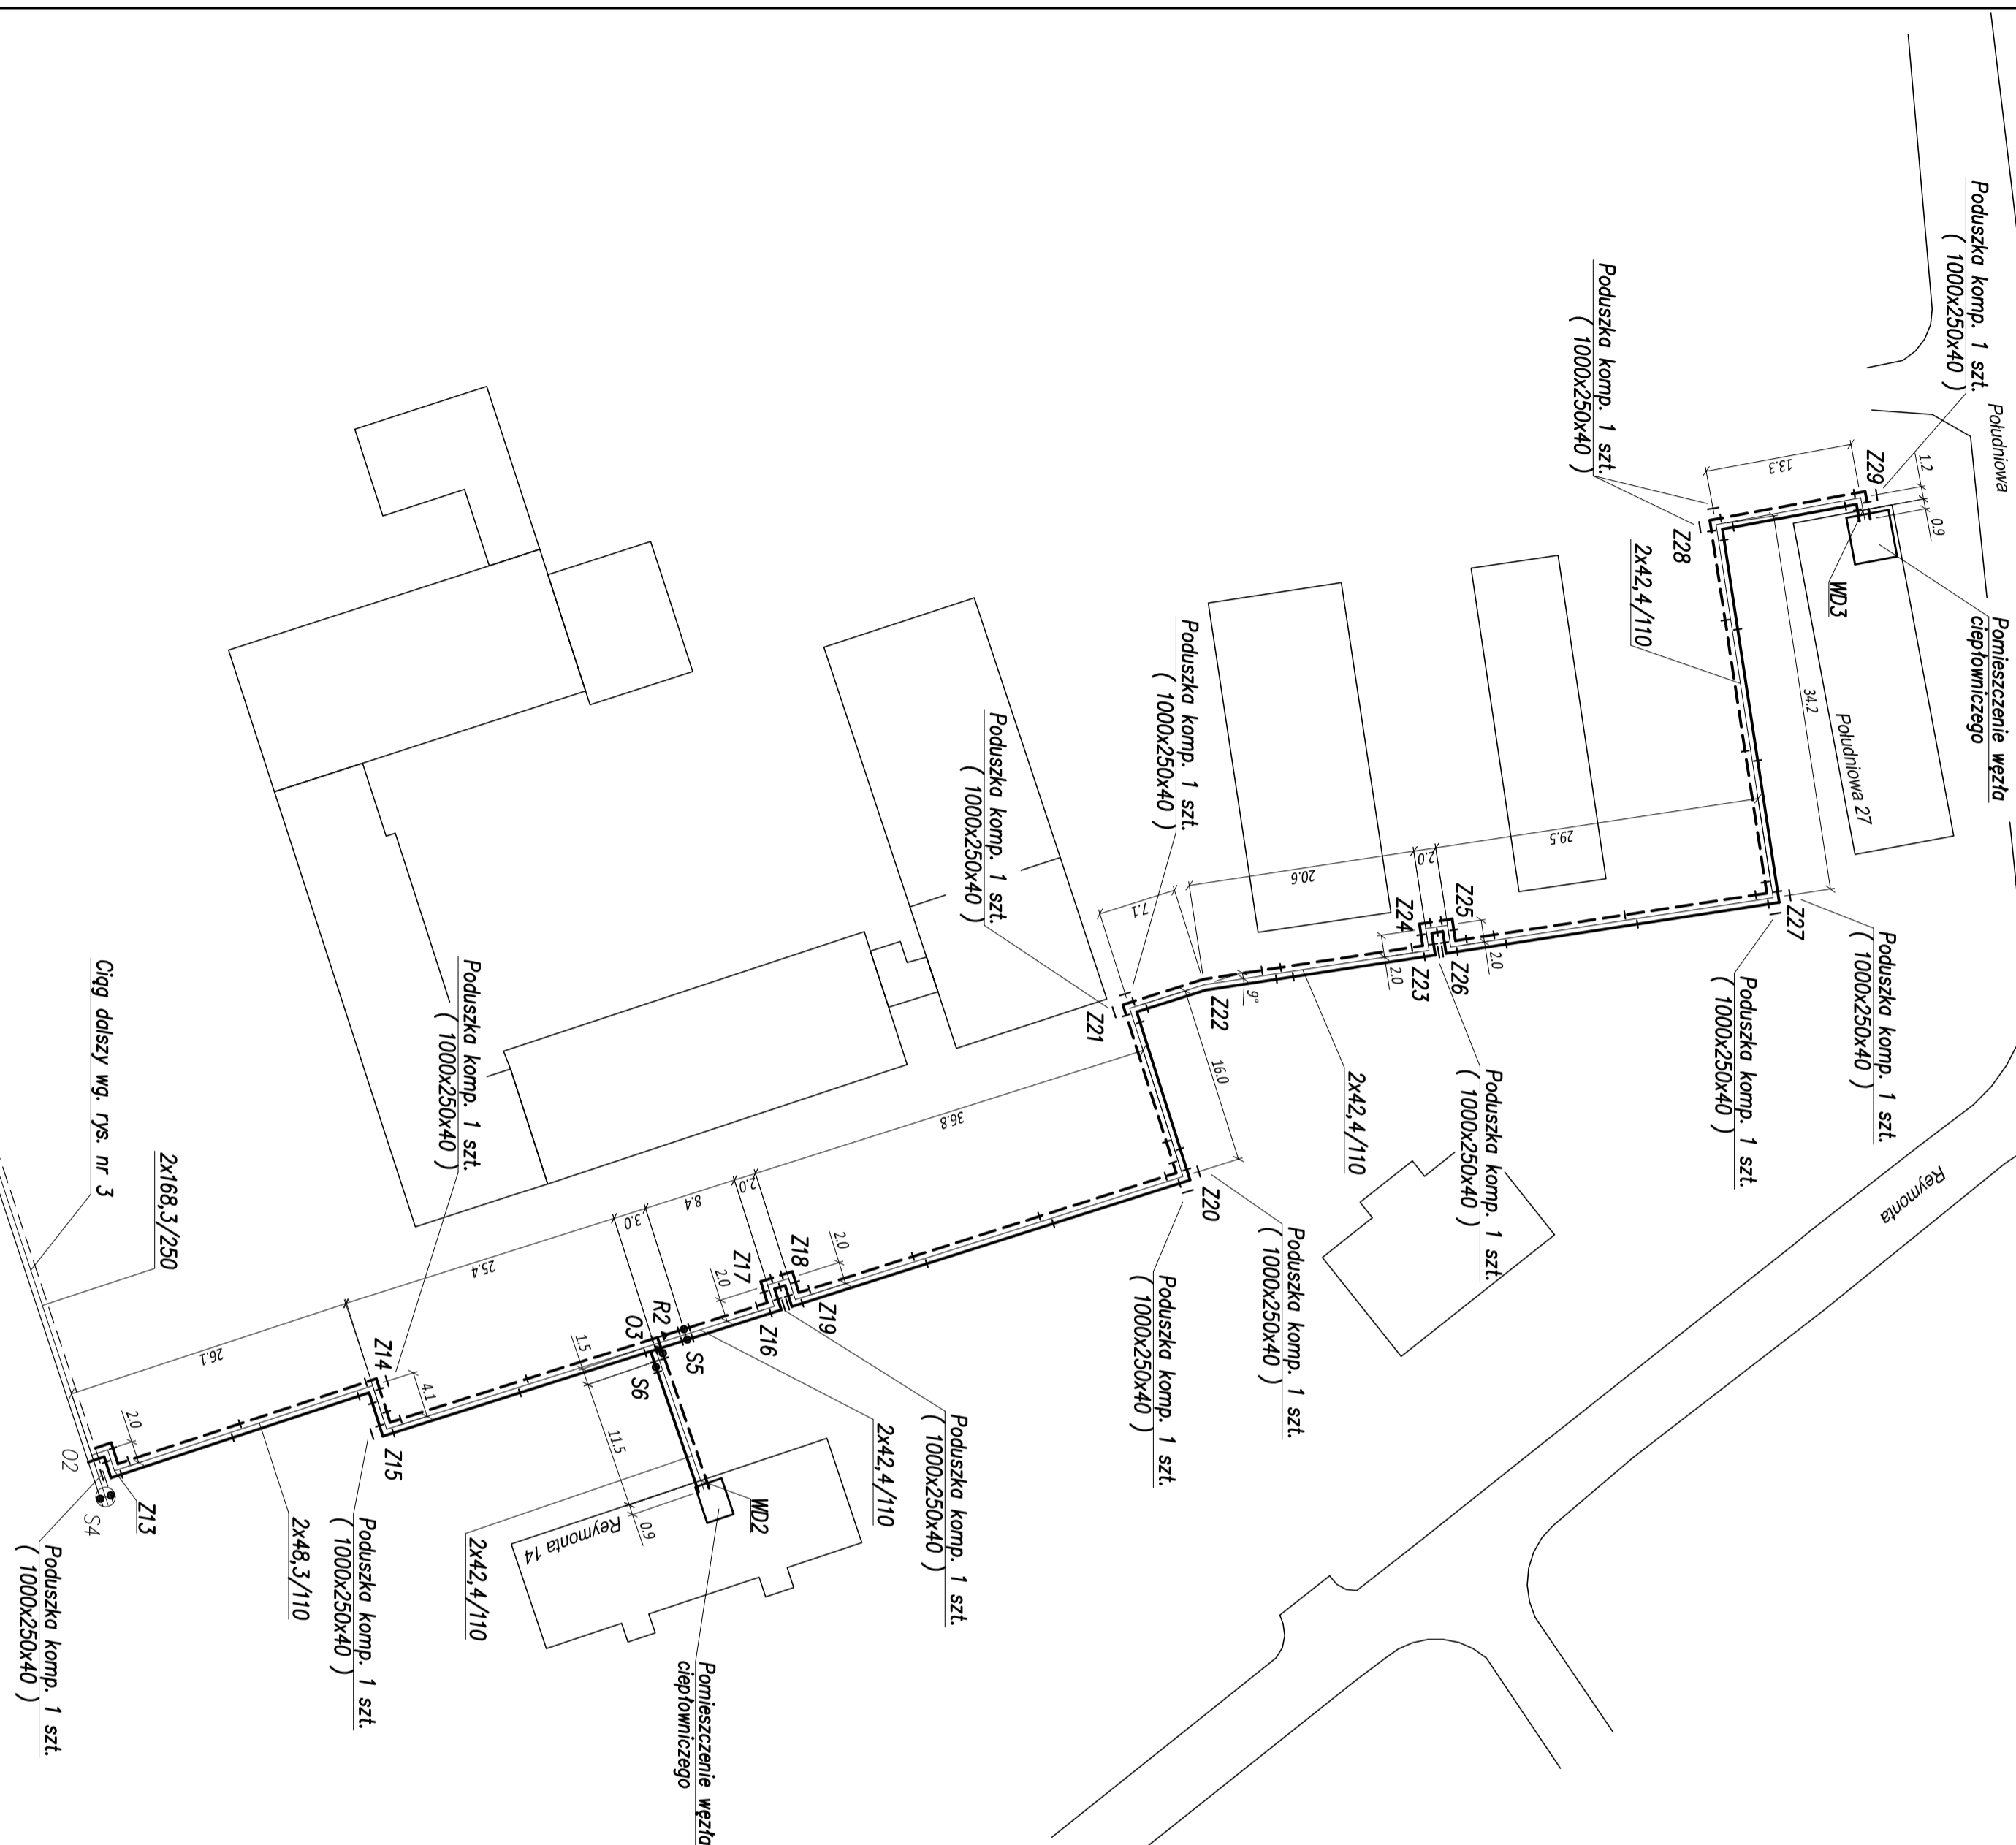 Poduszka komp. 1 szt.
( 1000x250x40 )
Południowa
Poduszka komp. 1 szt.
( 1000x250x40 )
Z29
1.2
0.9
13.3
Z28
WD3
Pomieszczenie węzła
ciepłowniczego
2x42,4/110
34.2
Południowa 27
Poduszka komp. 1 szt.
( 1000x250x40 )
Poduszka komp. 1 szt.
( 1000x250x40 )
29.5
2.0
20.6
7.1
Z27
Z25
Z24
Z26
Z23
2.0
2.0
Z22
9°
Z21
16.0
Poduszka komp. 1 szt.
( 1000x250x40 )
Poduszka komp. 1 szt.
( 1000x250x40 )
Poduszka komp. 1 szt.
( 1000x250x40 )
2x42,4/110
Reymonta
Z20
Poduszka komp. 1 szt.
( 1000x250x40 )
Poduszka komp. 1 szt.
( 1000x250x40 )
36.8
2.0
8.4
3.0
25.4
26.1
Z18
2.0
Z17
2.0
Z19
Z16
R2
O3
S5
S6
1.5
11.5
0.9
Poduszka komp. 1 szt.
( 1000x250x40 )
2x42,4/110
WD2
Reymonta 14
2x42,4/110
Pomieszczenie węzła
ciepłowniczego
Poduszka komp. 1 szt.
( 1000x250x40 )
Z14
4.1
Z15
Poduszka komp. 1 szt.
( 1000x250x40 )
2x48,3/110
Ciąg dalszy wg. rys. nr 3
2x168,3/250
2.0
O2
Z13
S4
Poduszka komp. 1 szt.
( 1000x250x40 )